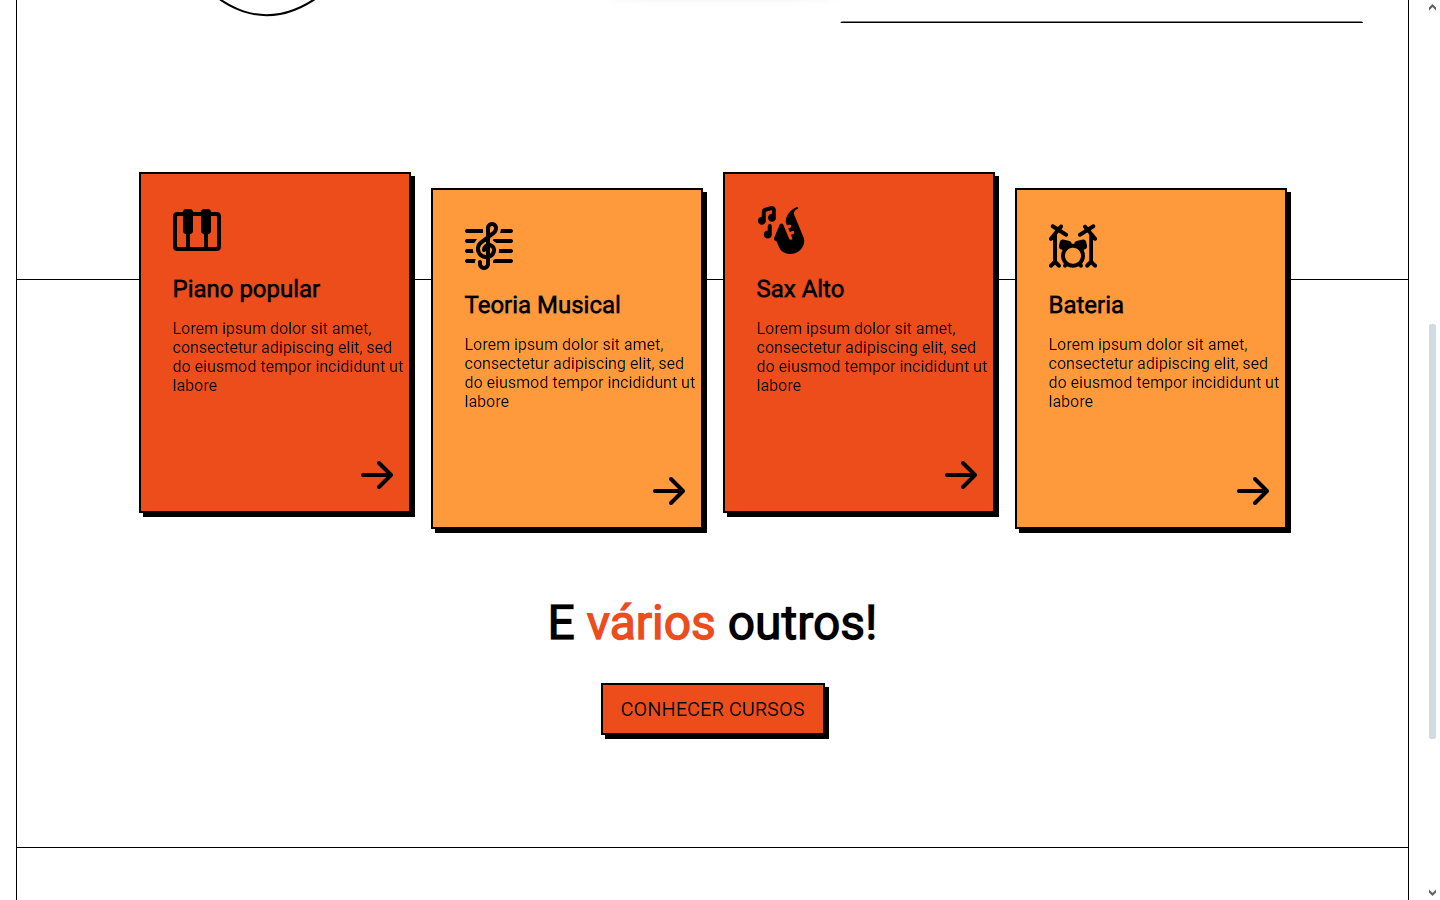 Piano popular
Lorem ipsum dolor sit amet,
consectetur adipiscing elit, sed
do eiusmod tempor incididunt ut
labore
Teoria Musical
Lorem ipsum dolor sit amet,
consectetur adipiscing elit, sed
do eiusmod tempor incididunt ut
labore
Sax Alto
Lorem ipsum dolor sit amet,
consectetur adipiscing elit, sed
do eiusmod tempor incididunt ut
labore
Bateria
Lorem ipsum dolor sit amet,
consectetur adipiscing elit, sed
do eiusmod tempor incididunt ut
labore
E vários outros!
CONHECER CURSOS